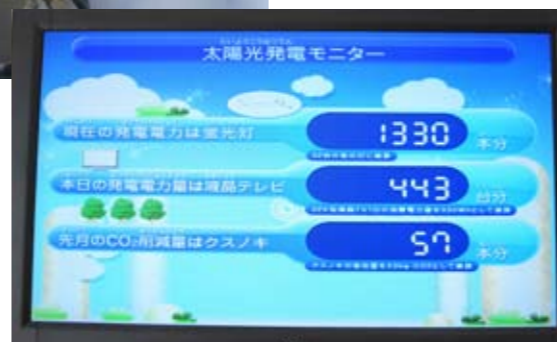 太陽光発電モニター
現在の発電電力は蛍光灯
1330 本分
本日の発電電力量は液晶テレビ
443 台分
先月のCO₂削減量はクスノキ
57 本分